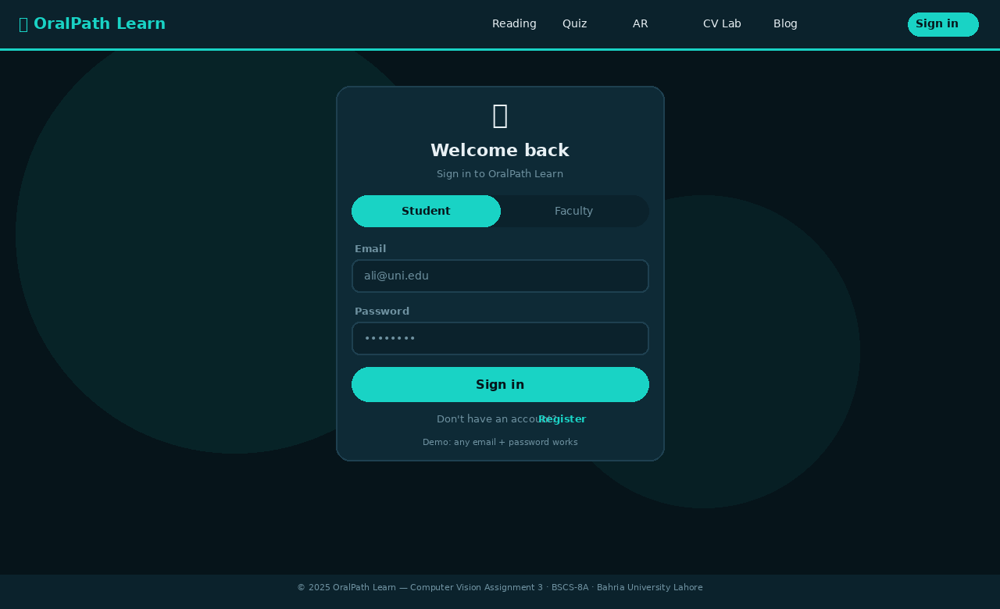 OralPath Learn Reading Quiz AR CV Lab Blog Sign in
Welcome back
Sign in to OralPath Learn
Student Faculty
Email
ali@uni.edu
Password
••••••••
Sign in
Don't have an account? Register
Demo: any email + password works
© 2025 OralPath Learn — Computer Vision Assignment 3 · BSCS-8A · Bahria University Lahore